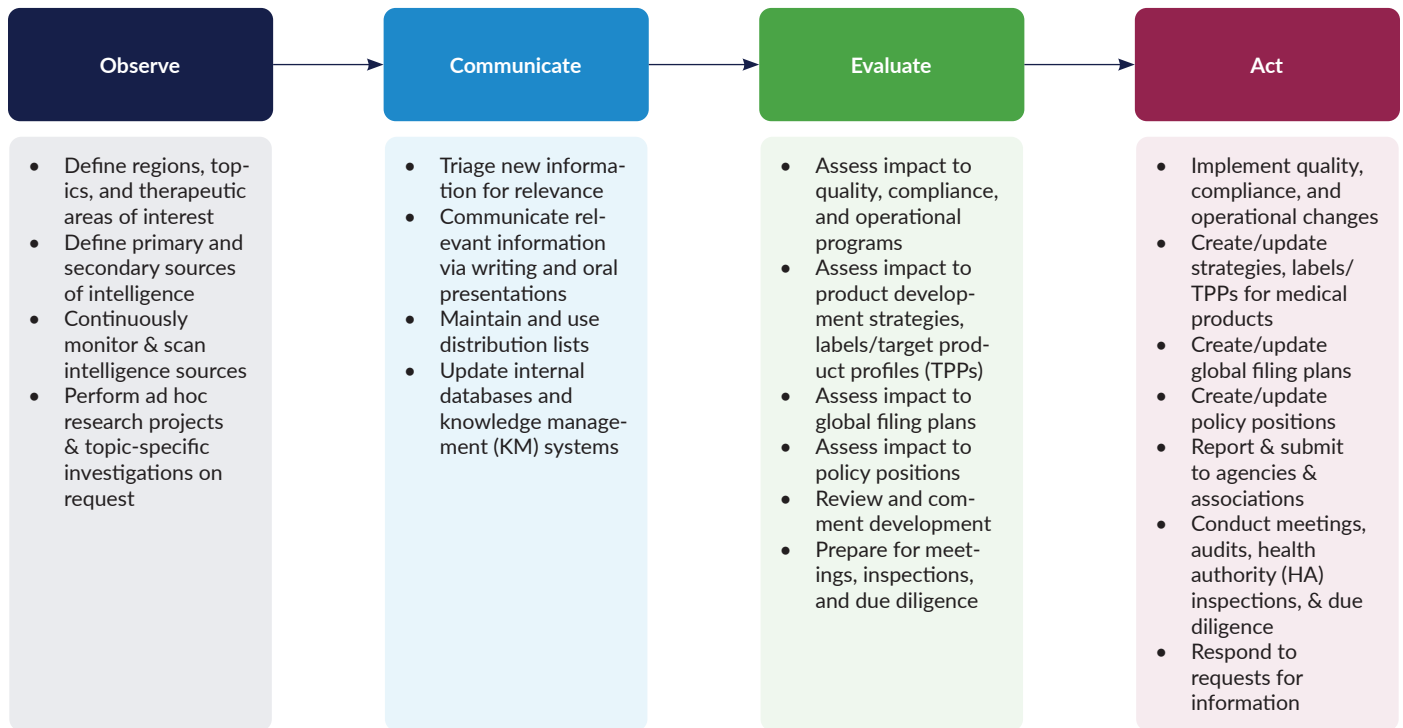 Observe
Communicate
Evaluate
Act
• Define regions, top-
ics, and therapeutic
areas of interest
• Define primary and
secondary sources
of intelligence
• Continuously
monitor & scan
intelligence sources
• Perform ad hoc
research projects
& topic-specific
investigations on
request
• Triage new informa-
tion for relevance
• Communicate rel-
evant information
via writing and oral
presentations
• Maintain and use
distribution lists
• Update internal
databases and
knowledge manage-
ment (KM) systems
• Assess impact to
quality, compliance,
and operational
programs
• Assess impact to
product develop-
ment strategies,
labels/target prod-
uct profiles (TPPs)
• Assess impact to
global filing plans
• Assess impact to
policy positions
• Review and com-
ment development
• Prepare for meet-
ings, inspections,
and due diligence
• Implement quality,
compliance, and
operational changes
• Create/update
strategies, labels/
TPPs for medical
products
• Create/update
global filing plans
• Create/update
policy positions
• Report & submit
to agencies &
associations
• Conduct meetings,
audits, health
authority (HA)
inspections, & due
diligence
• Respond to
requests for
information